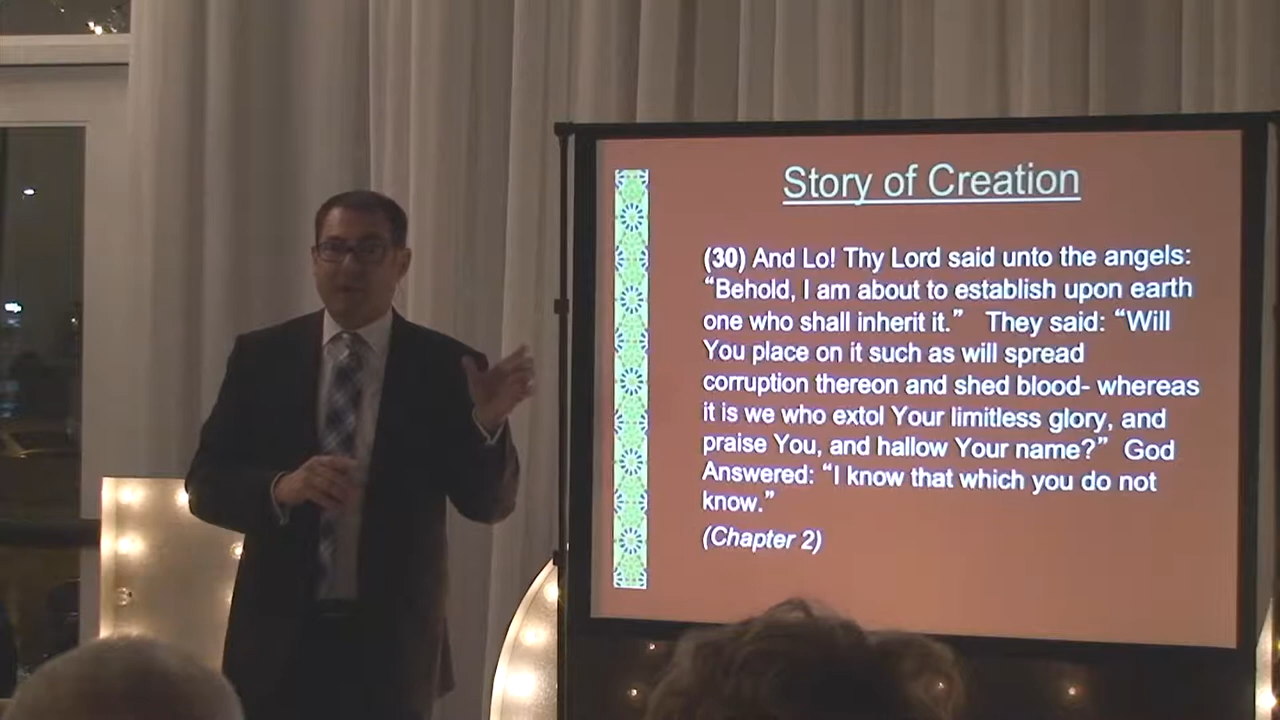 Story of Creation
(30) And Lo! Thy Lord said unto the angels:
“Behold, I am about to establish upon earth
one who shall inherit it.” They said: “Will
You place on it such as will spread
corruption thereon and shed blood- whereas
it is we who extol Your limitless glory, and
praise You, and hallow Your name?” God
Answered: “I know that which you do not
know.”
(Chapter 2)